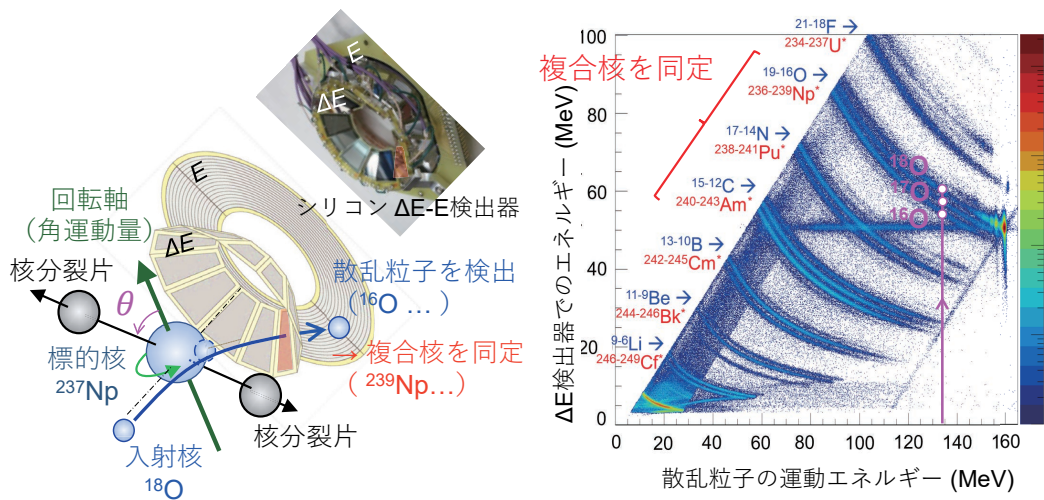 E
ΔE
シリコン ΔE-E検出器
E
ΔE
回転軸
(角運動量)
核分裂片
θ
標的核
²³⁷Np
入射核
¹⁸O
散乱粒子を検出
(¹⁶O ... )
→ 複合核を同定
( ²³⁹Np...)
核分裂片
ΔE検出器でのエネルギー (MeV)
100
80
60
40
20
0
0 20 40 60 80 100 120 140 160
散乱粒子の運動エネルギー (MeV)
複合核を同定
²¹⁻¹⁸F →
²³⁴⁻²³⁷U*
¹⁹⁻¹⁶O →
²³⁶⁻²³⁹Np*
¹⁷⁻¹⁴N →
²³⁸⁻²⁴¹Pu*
¹⁵⁻¹²C →
²⁴⁰⁻²⁴³Am*
¹³⁻¹⁰B →
²⁴²⁻²⁴⁵Cm*
¹¹⁻⁹Be →
²⁴⁴⁻²⁴⁶Bk*
⁹⁻⁶Li →
²⁴⁶⁻²⁴⁹Cf*
¹⁸O
¹⁷O
¹⁶O